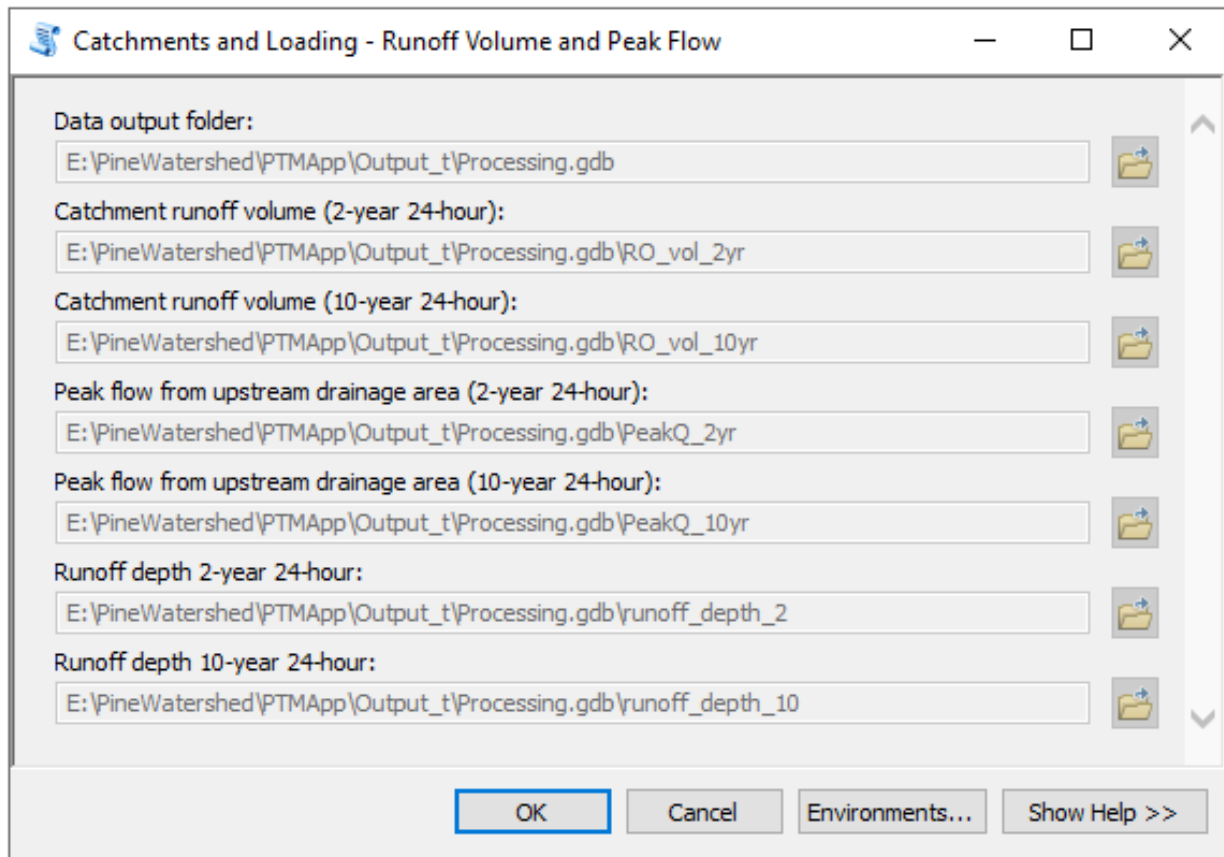 Catchments and Loading - Runoff Volume and Peak Flow
Data output folder:
E:\PineWatershed\PTMApp\Output_t\Processing.gdb
Catchment runoff volume (2-year 24-hour):
E:\PineWatershed\PTMApp\Output_t\Processing.gdb\RO_vol_2yr
Catchment runoff volume (10-year 24-hour):
E:\PineWatershed\PTMApp\Output_t\Processing.gdb\RO_vol_10yr
Peak flow from upstream drainage area (2-year 24-hour):
E:\PineWatershed\PTMApp\Output_t\Processing.gdb\PeakQ_2yr
Peak flow from upstream drainage area (10-year 24-hour):
E:\PineWatershed\PTMApp\Output_t\Processing.gdb\PeakQ_10yr
Runoff depth 2-year 24-hour:
E:\PineWatershed\PTMApp\Output_t\Processing.gdb\runoff_depth_2
Runoff depth 10-year 24-hour:
E:\PineWatershed\PTMApp\Output_t\Processing.gdb\runoff_depth_10
OK Cancel Environments... Show Help >>